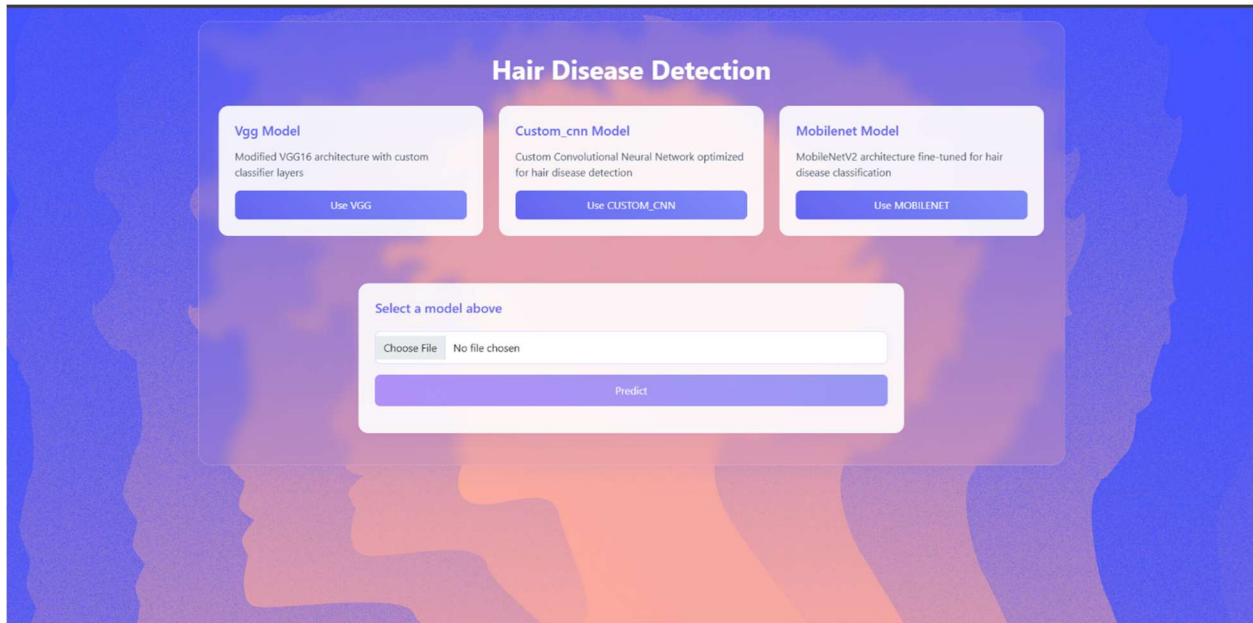 Hair Disease Detection
Vgg Model
Modified VGG16 architecture with custom
classifier layers
Use VGG
Custom_cnn Model
Custom Convolutional Neural Network optimized
for hair disease detection
Use CUSTOM_CNN
Mobilenet Model
MobileNetV2 architecture fine-tuned for hair
disease classification
Use MOBILENET
Select a model above
Choose File No file chosen
Predict